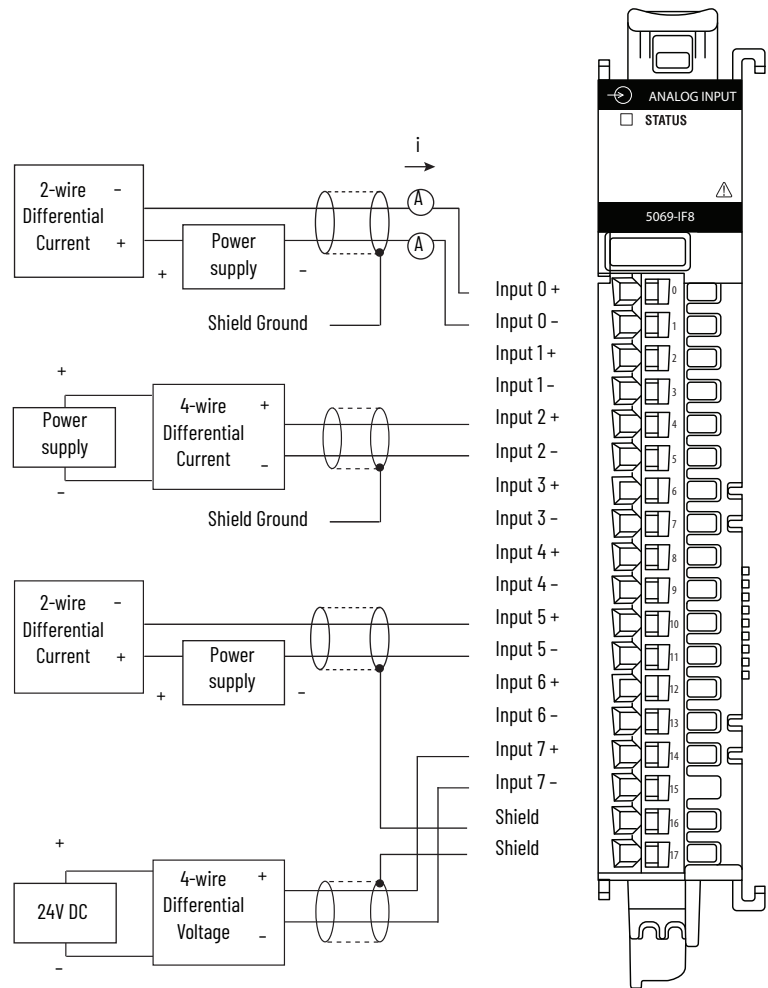 ANALOG INPUT
STATUS
5069-IF8
i
A
A
2-wire -
Differential
Current +
Power
supply
+ -
Shield Ground
Input 0 +
Input 0 –
Input 1 +
Input 1 –
Input 2 +
Input 2 –
Input 3 +
Input 3 –
Input 4 +
Input 4 –
Input 5 +
Input 5 –
Input 6 +
Input 6 –
Input 7 +
Input 7 –
Shield
Shield
0
1
2
3
4
5
6
7
8
9
10
11
12
13
14
15
16
17
+
Power
supply
–
4-wire +
Differential
Current -
Shield Ground
2-wire -
Differential
Current +
Power
supply
+ -
+
24V DC
–
4-wire +
Differential
Voltage -